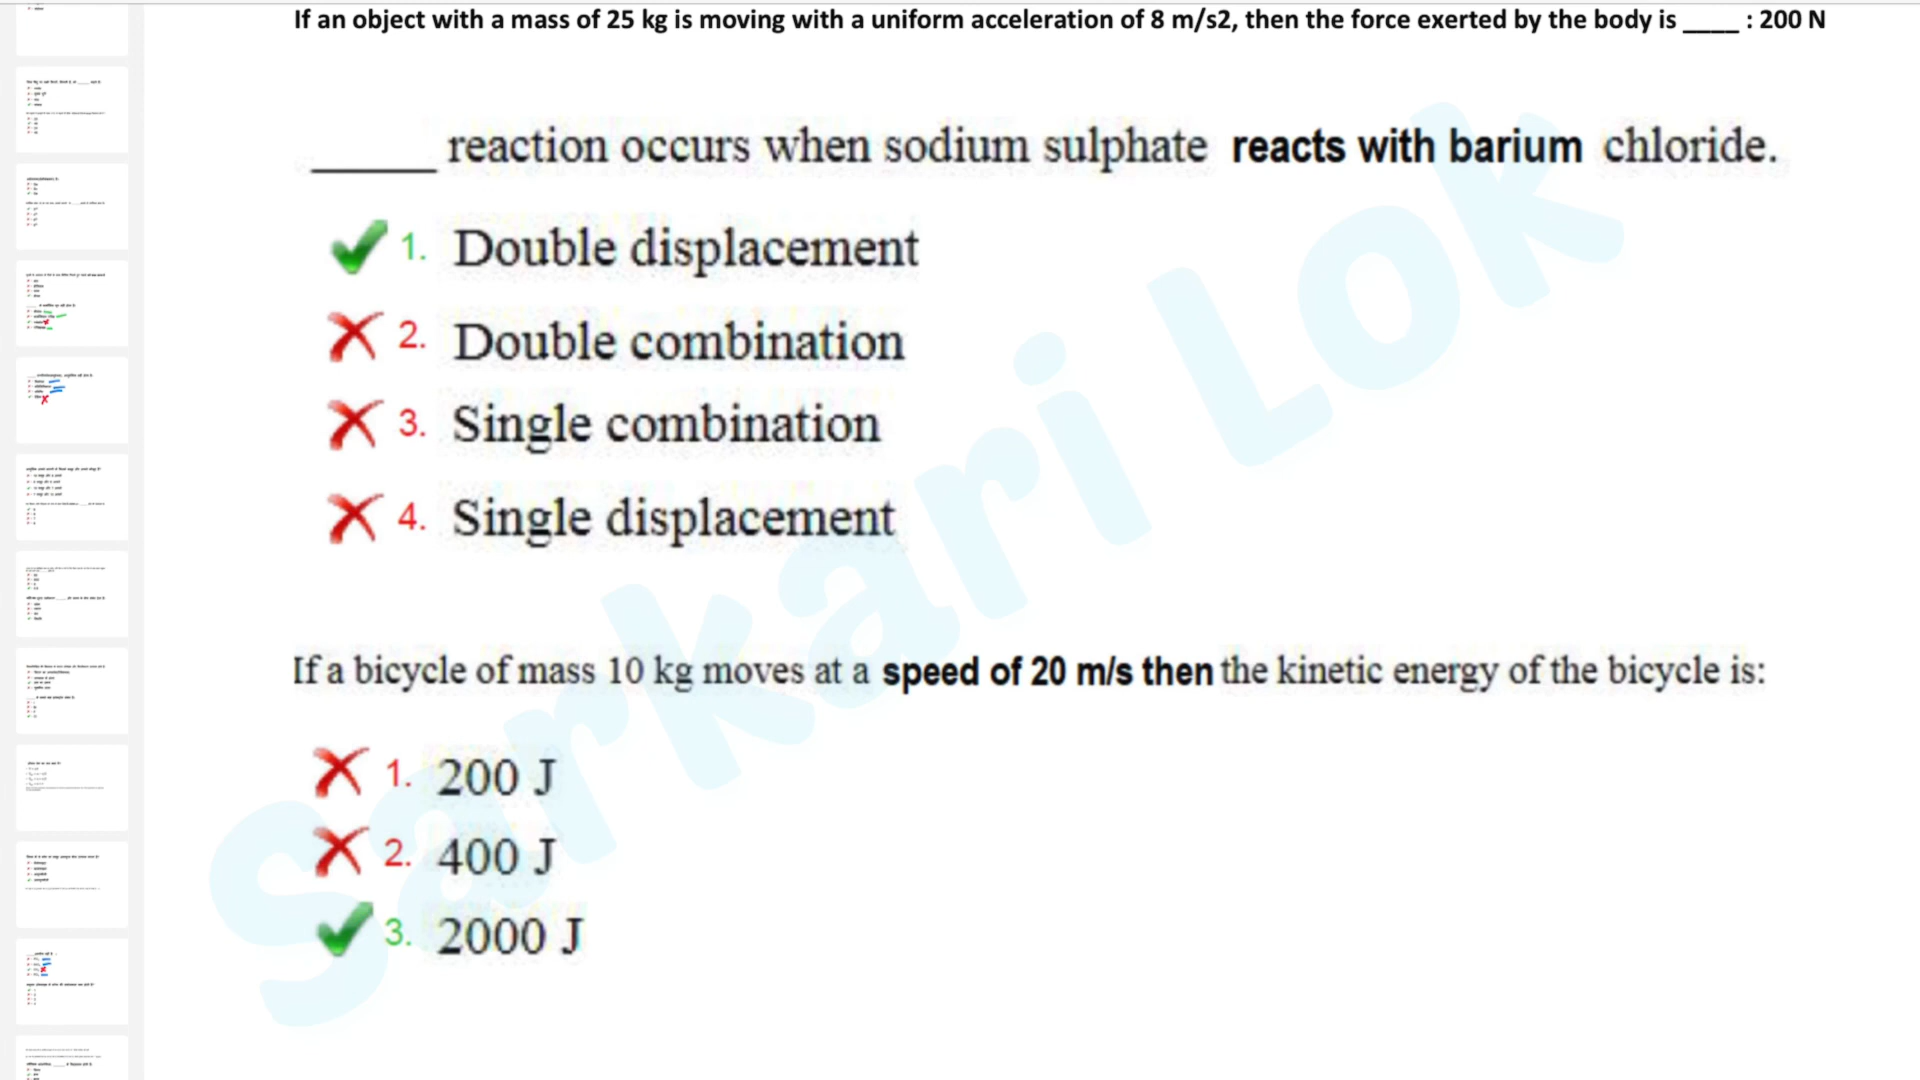 If an object with a mass of 25 kg is moving with a uniform acceleration of 8 m/s2, then the force exerted by the body is ____ : 200 N
______ reaction occurs when sodium sulphate reacts with barium chloride.
1. Double displacement
2. Double combination
3. Single combination
4. Single displacement
If a bicycle of mass 10 kg moves at a speed of 20 m/s then the kinetic energy of the bicycle is:
1. 200 J
2. 400 J
3. 2000 J
Sarkari Lok